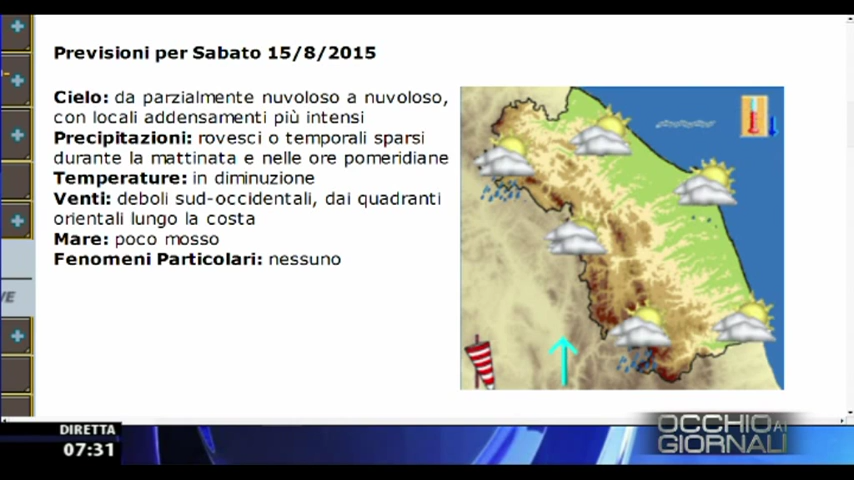 Previsioni per Sabato 15/8/2015
Cielo: da parzialmente nuvoloso a nuvoloso,
con locali addensamenti più intensi
Precipitazioni: rovesci o temporali sparsi
durante la mattinata e nelle ore pomeridiane
Temperature: in diminuzione
Venti: deboli sud-occidentali, dai quadranti
orientali lungo la costa
Mare: poco mosso
Fenomeni Particolari: nessuno
VE
DIRETTA
07:31
OCCHIO AI
GIORNALI